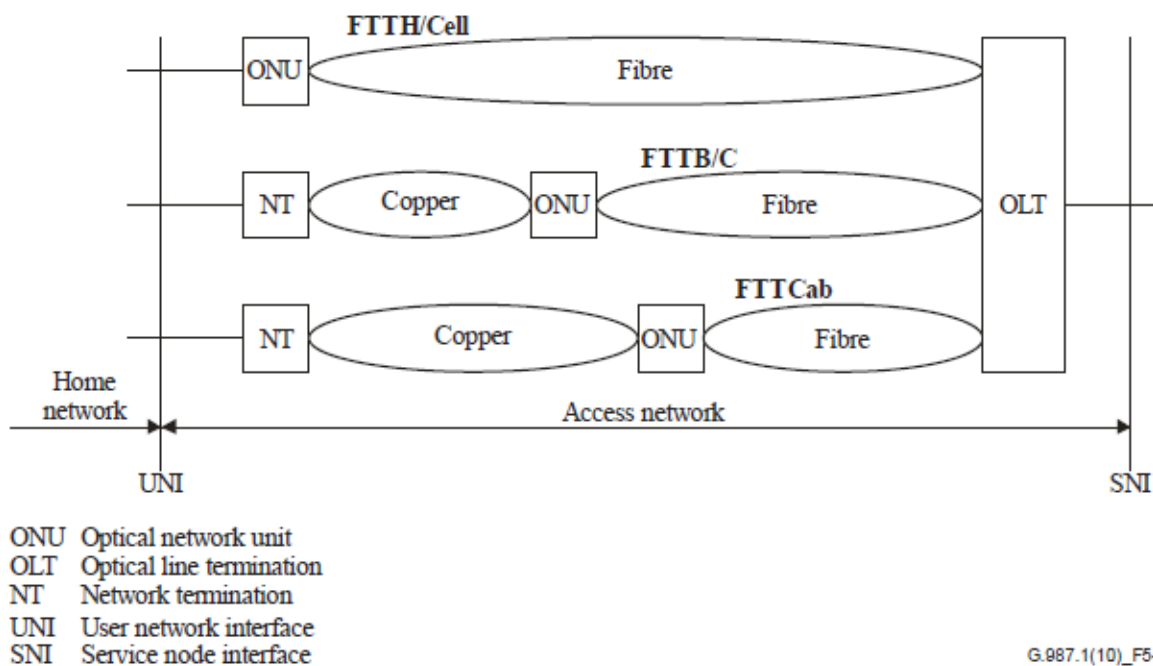 FTTH/Cell
ONU
Fibre
FTTB/C
NT
Copper
ONU
Fibre
OLT
FTTCab
NT
Copper
ONU
Fibre
Home
network
Access network
UNI
SNI
ONU Optical network unit
OLT Optical line termination
NT Network termination
UNI User network interface
SNI Service node interface
G.987.1(10)_F5-